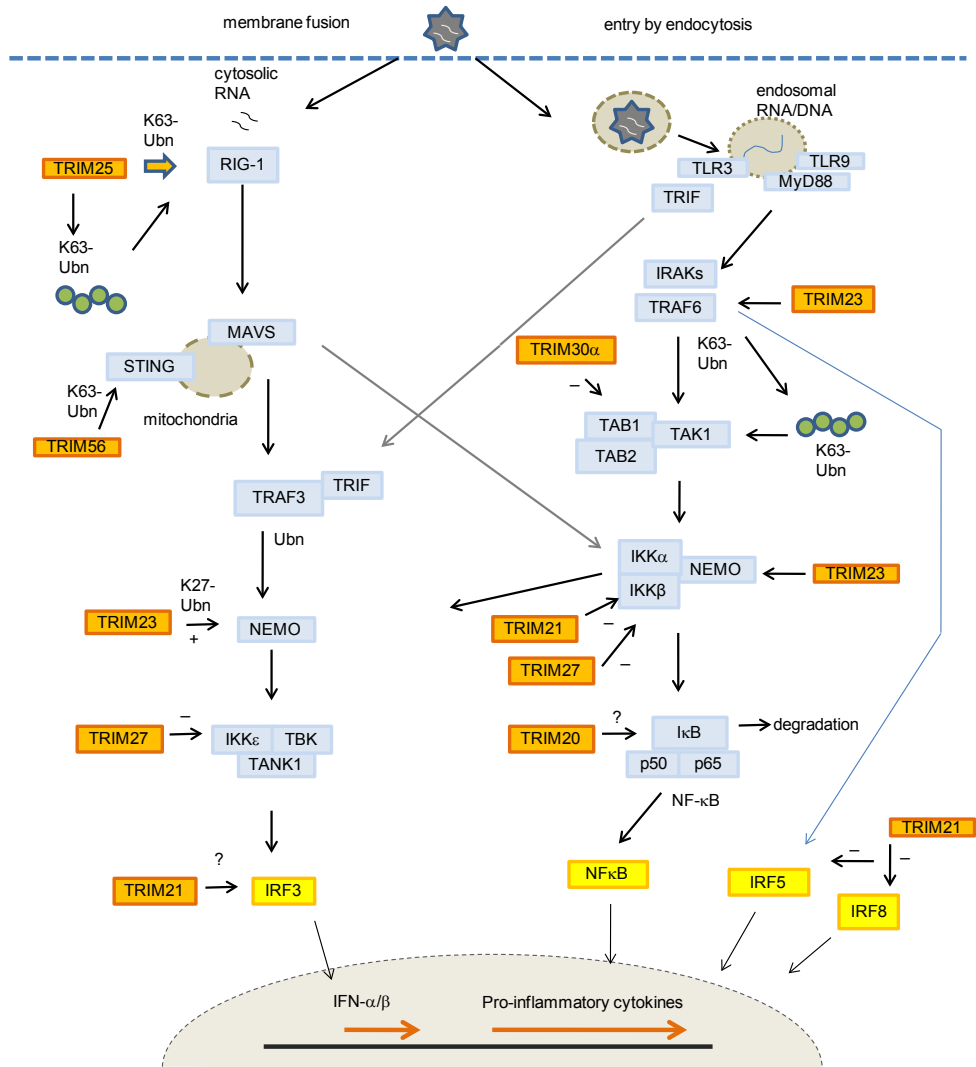 membrane fusion
entry by endocytosis
cytosolic
RNA
endosomal
RNA/DNA
K63-
Ubn
TRIM25
RIG-1
TLR3
TLR9
MyD88
TRIF
K63-
Ubn
IRAKs
TRAF6
TRIM23
MAVS
STING
TRIM30α
–
K63-
Ubn
K63-
Ubn
mitochondria
TRIM56
TAB1
TAK1
TAB2
K63-
Ubn
TRIF
TRAF3
Ubn
IKKα
NEMO
IKKβ
TRIM23
K27-
Ubn
TRIM23
+
NEMO
TRIM21
–
TRIM27
–
TRIM27
–
IKKε
TBK
TANK1
TRIM20
?
IκB
degradation
p50
p65
NF-κB
TRIM21
–
–
TRIM21
?
IRF3
NFκB
IRF5
IRF8
IFN-α/β
Pro-inflammatory cytokines